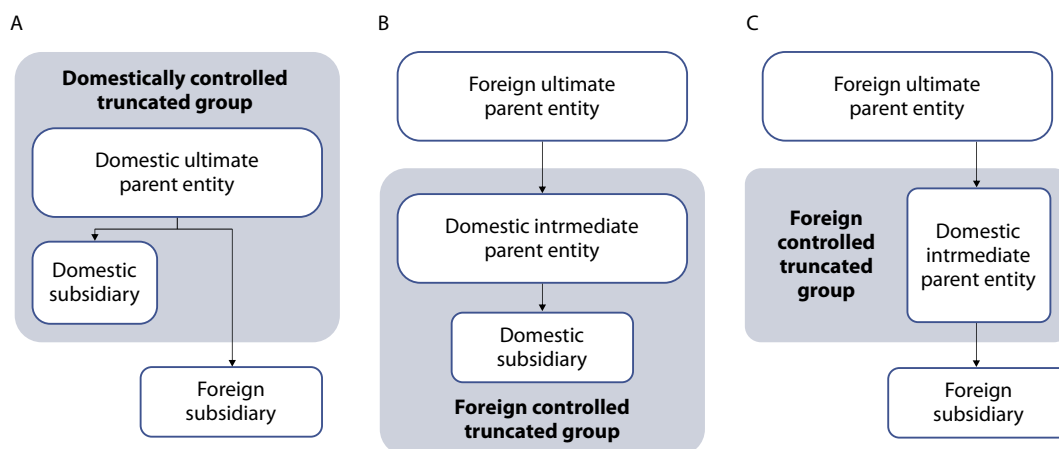 A
Domestically controlled
truncated group
Domestic ultimate
parent entity
Domestic
subsidiary
Foreign
subsidiary
B
Foreign ultimate
parent entity
Domestic intrmediate
parent entity
Domestic
subsidiary
Foreign controlled
truncated group
C
Foreign ultimate
parent entity
Foreign
controlled
truncated
group
Domestic
intrmediate
parent entity
Foreign
subsidiary